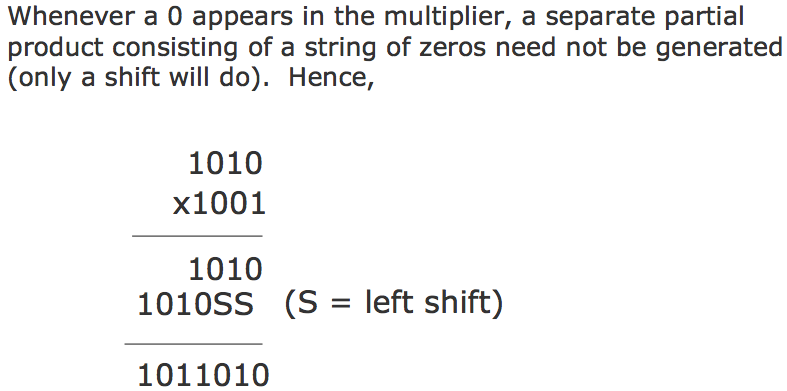 Whenever a 0 appears in the multiplier, a separate partial
product consisting of a string of zeros need not be generated
(only a shift will do).  Hence,
1010
x1001
1010
1010SS (S = left shift)
1011010